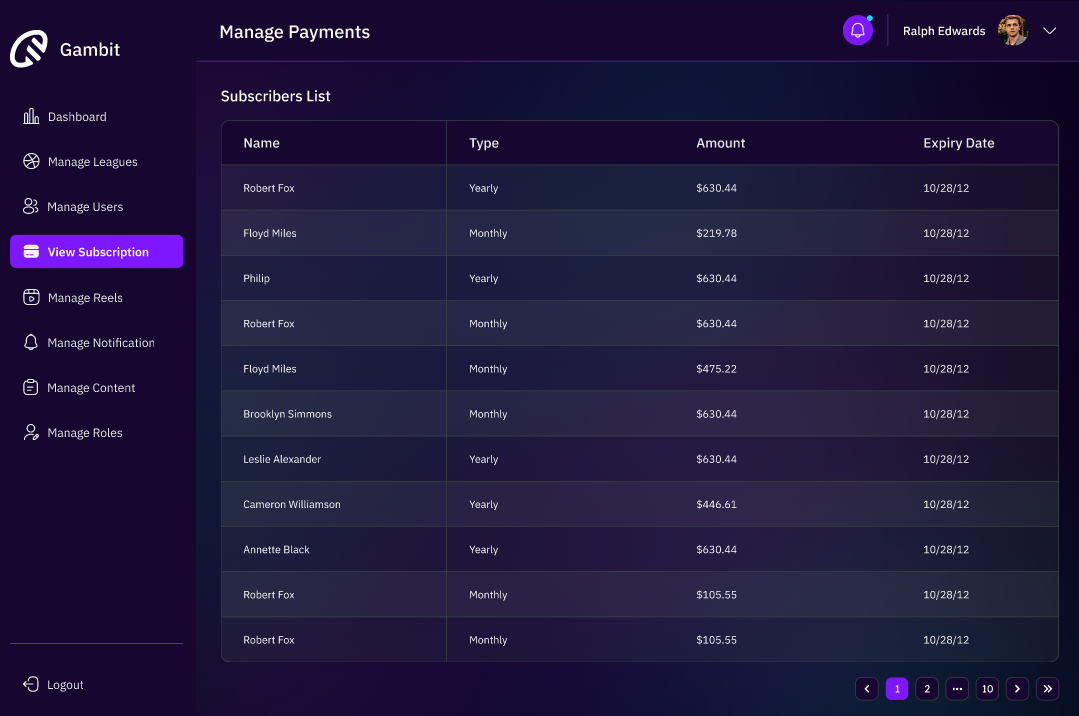 Gambit
Manage Payments
Ralph Edwards
Dashboard
Manage Leagues
Manage Users
View Subscription
Manage Reels
Manage Notification
Manage Content
Manage Roles
Logout
Subscribers List
Name Type Amount Expiry Date
Robert Fox Yearly $630.44 10/28/12
Floyd Miles Monthly $219.78 10/28/12
Philip Yearly $630.44 10/28/12
Robert Fox Monthly $630.44 10/28/12
Floyd Miles Monthly $475.22 10/28/12
Brooklyn Simmons Monthly $630.44 10/28/12
Leslie Alexander Yearly $630.44 10/28/12
Cameron Williamson Yearly $446.61 10/28/12
Annette Black Yearly $630.44 10/28/12
Robert Fox Monthly $105.55 10/28/12
Robert Fox Monthly $105.55 10/28/12
1 2 ··· 10